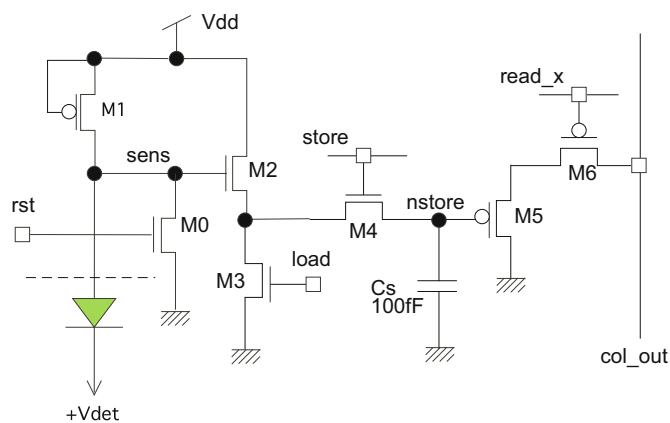 Vdd
read_x
M1
store
sens
M2
M6
rst
M0
nstore
M4
M5
load
M3
Cs
100fF
col_out
+Vdet